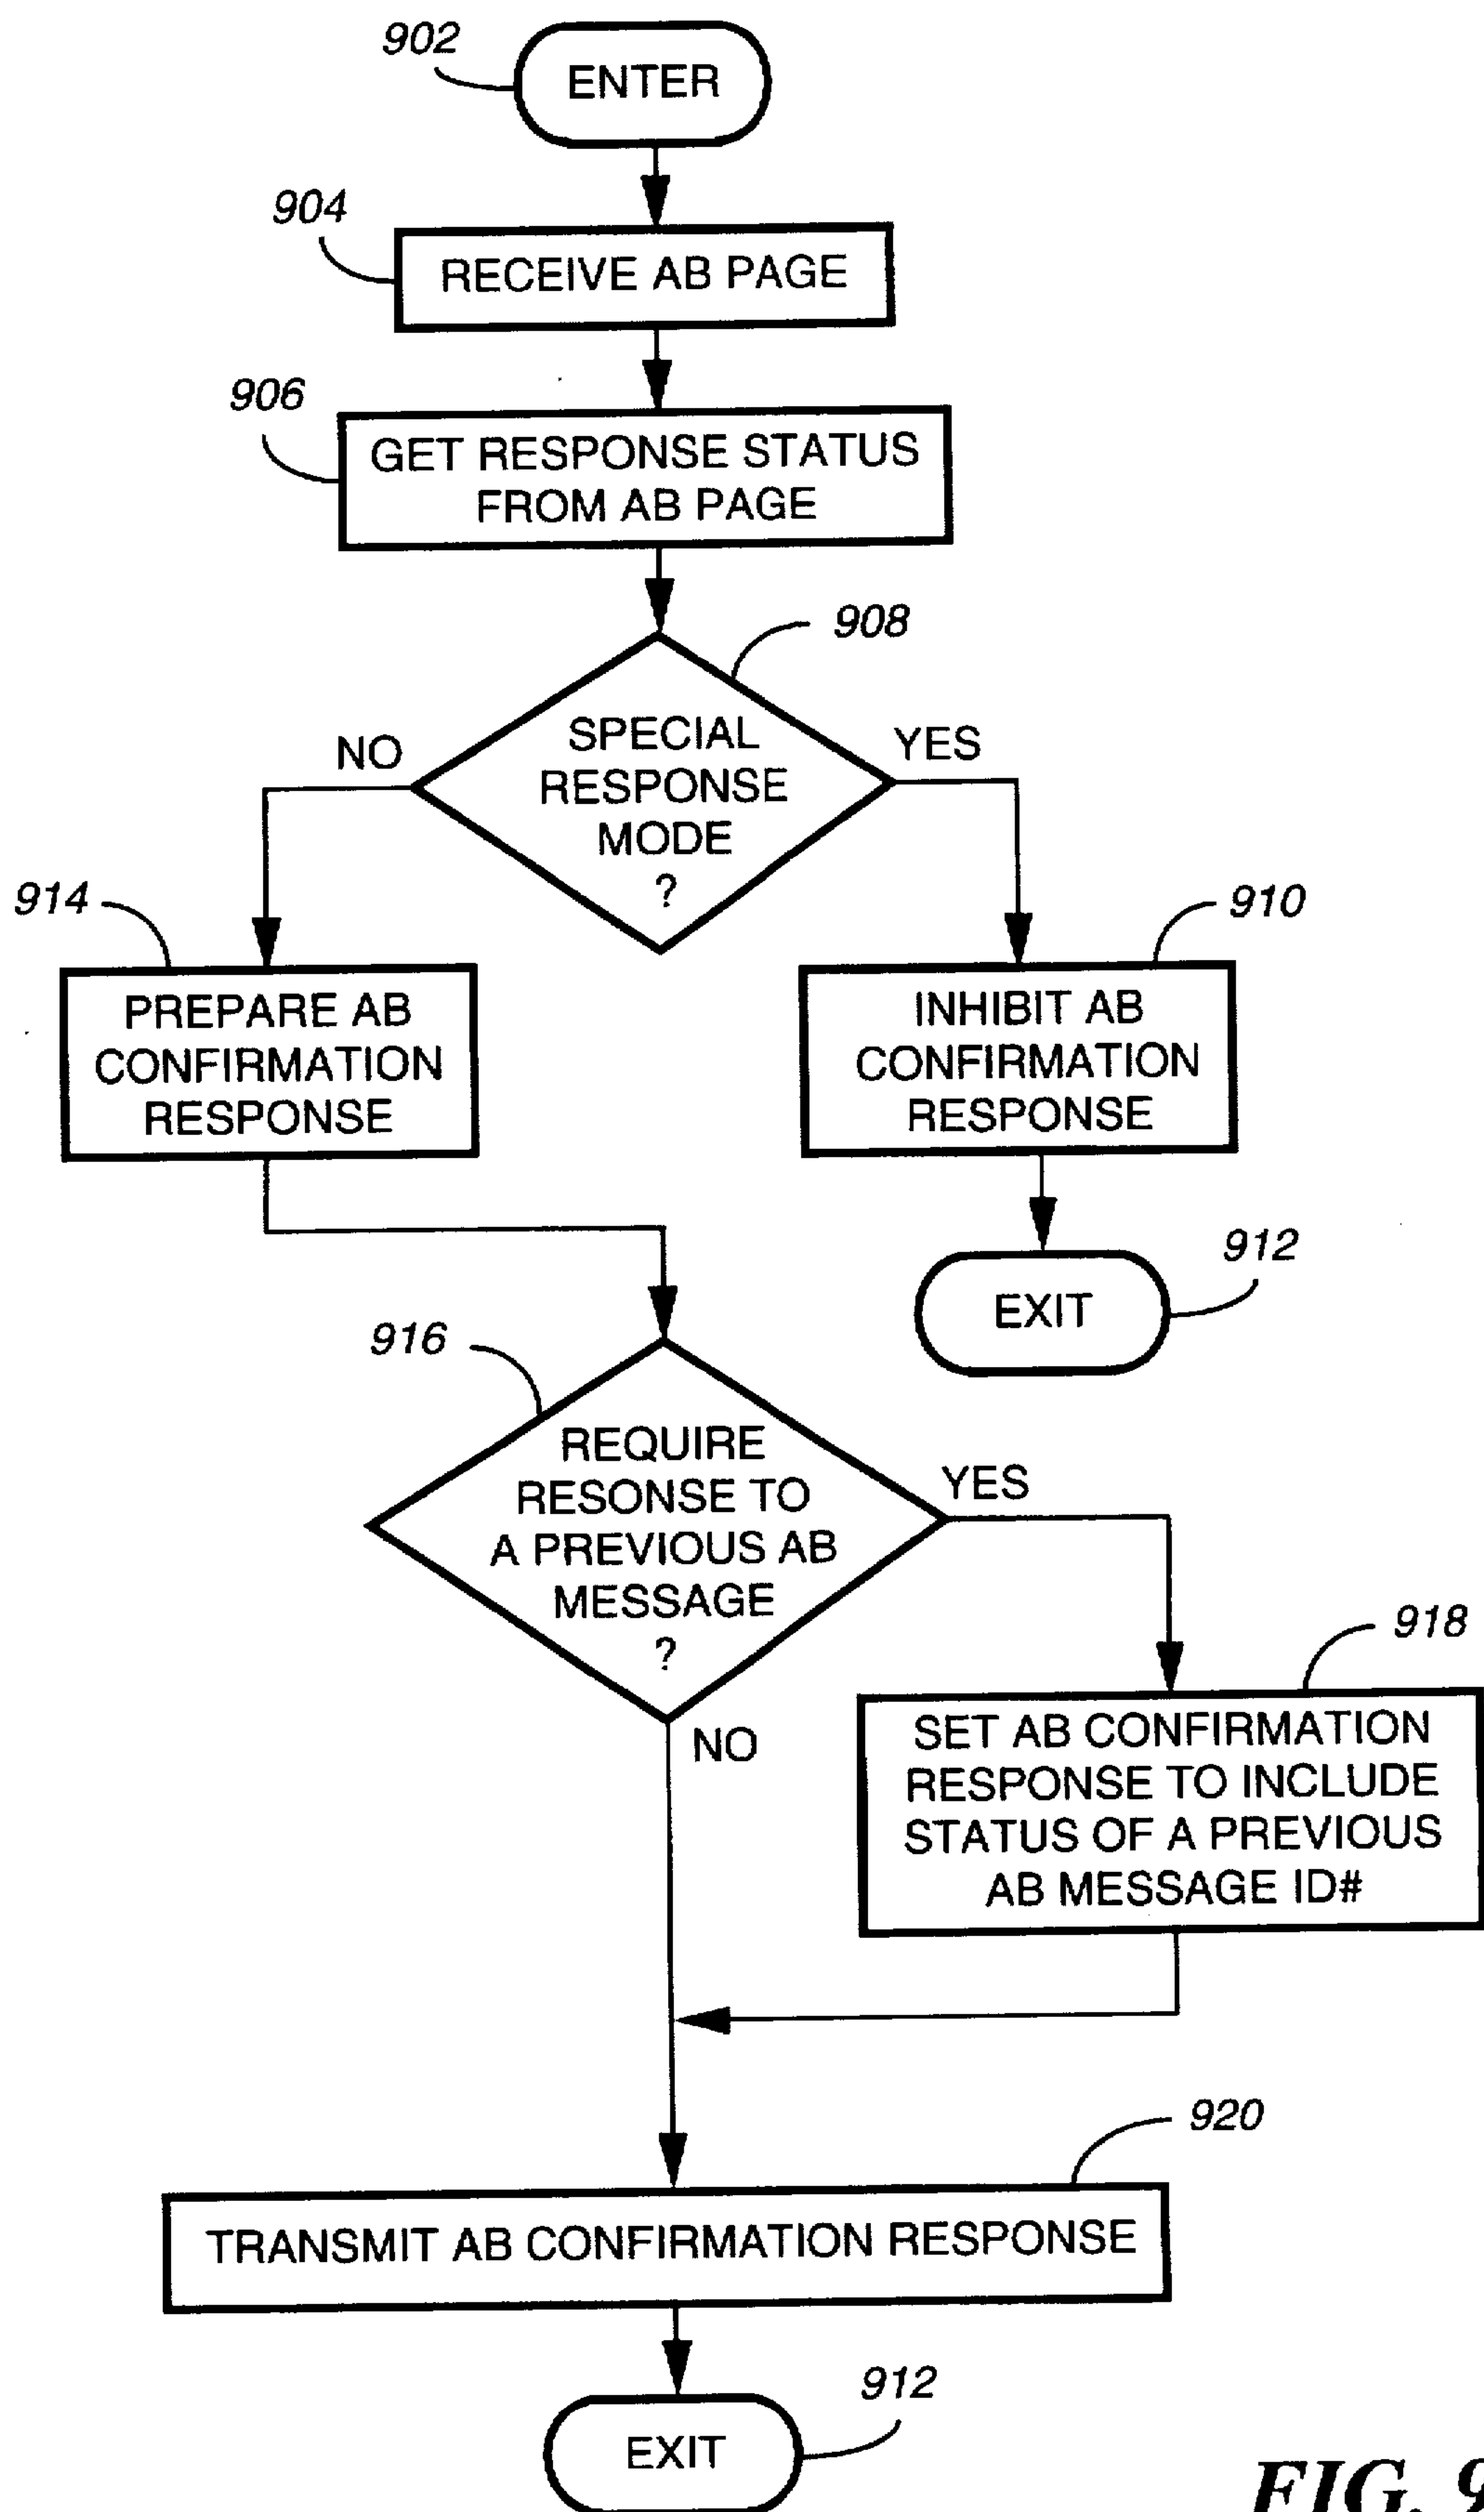 902
ENTER
904
RECEIVE AB PAGE
906
GET RESPONSE STATUS
FROM AB PAGE
908
SPECIAL
RESPONSE
MODE
?
NO
YES
914
PREPARE AB
CONFIRMATION
RESPONSE
910
INHIBIT AB
CONFIRMATION
RESPONSE
912
EXIT
916
REQUIRE
RESONSE TO
A PREVIOUS AB
MESSAGE
?
YES
NO
918
SET AB CONFIRMATION
RESPONSE TO INCLUDE
STATUS OF A PREVIOUS
AB MESSAGE ID#
920
TRANSMIT AB CONFIRMATION RESPONSE
912
EXIT
FIG. 9